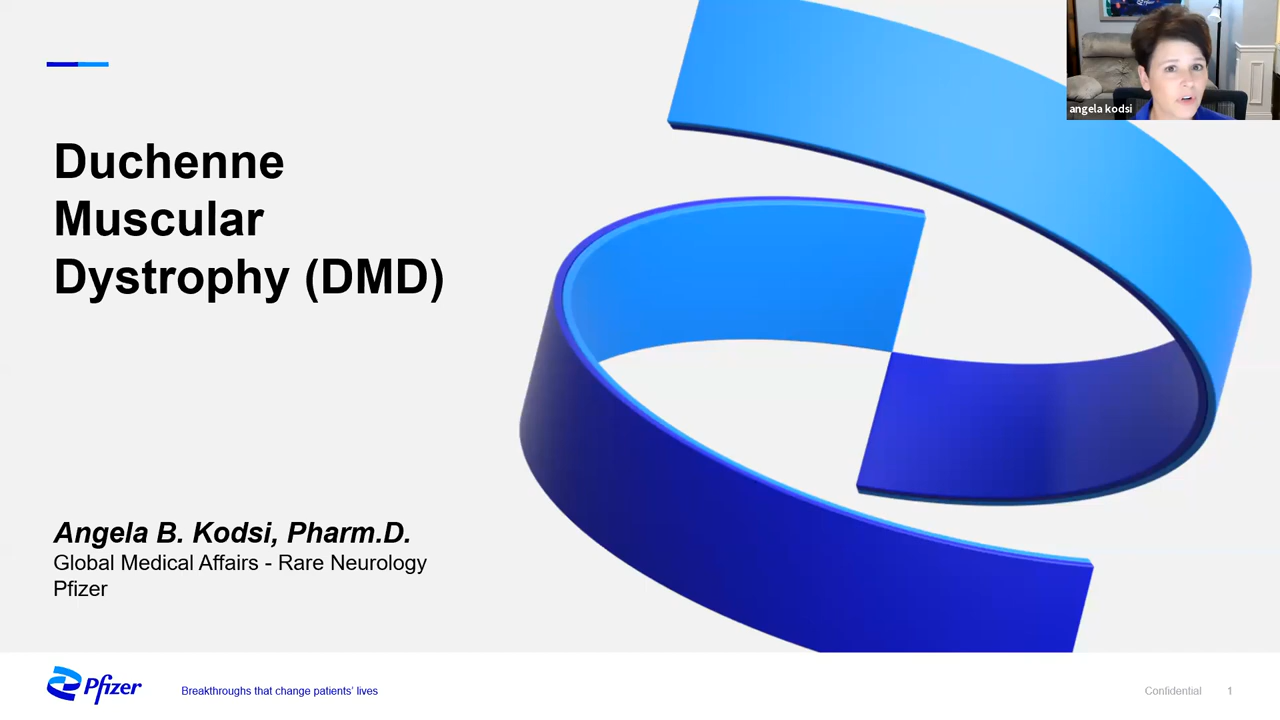 angela kodsi
Duchenne
Muscular
Dystrophy (DMD)
Angela B. Kodsi, Pharm.D.
Global Medical Affairs - Rare Neurology
Pfizer
Pfizer
Breakthroughs that change patients’ lives
Confidential
1